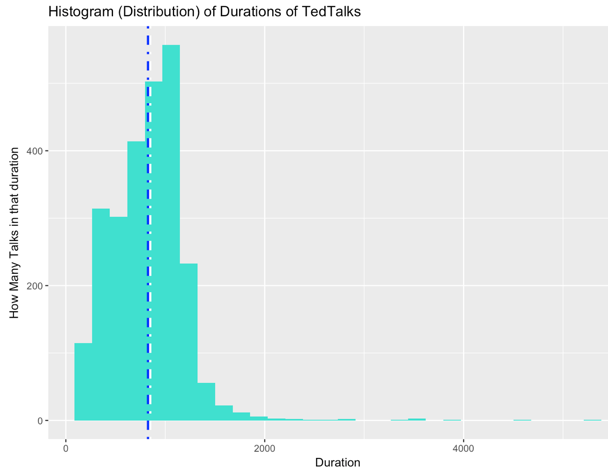 Histogram (Distribution) of Durations of TedTalks
How Many Talks in that duration
400
200
0
0
2000
4000
Duration